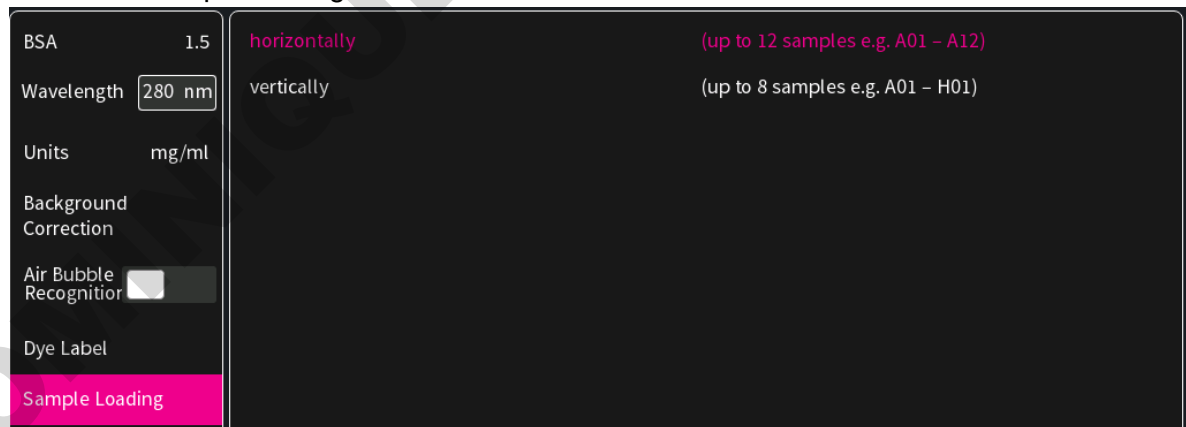 BSA 1.5
Wavelength 280 nm
Units mg/ml
Background
Correction
Air Bubble
Recognition
Dye Label
Sample Loading
horizontally (up to 12 samples e.g. A01 – A12)
vertically (up to 8 samples e.g. A01 – H01)